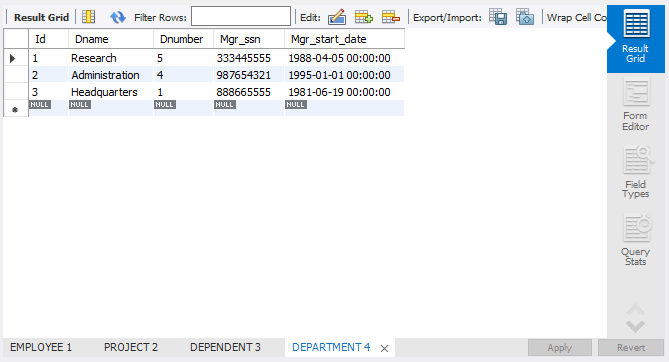 Result Grid Filter Rows: Edit: Export/Import: Wrap Cell Co
Id Dname Dnumber Mgr_ssn Mgr_start_date
1 Research 5 333445555 1988-04-05 00:00:00
2 Administration 4 987654321 1995-01-01 00:00:00
3 Headquarters 1 888665555 1981-06-19 00:00:00
NULL NULL NULL NULL NULL
Result
Grid
Form
Editor
Field
Types
Query
Stats
EMPLOYEE 1 PROJECT 2 DEPENDENT 3 DEPARTMENT 4 × Apply Revert